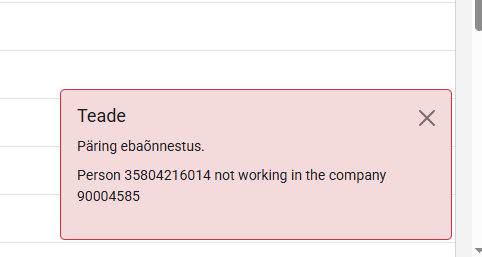 Teade
Päring ebaõnnestus.
Person 35804216014 not working in the company
90004585